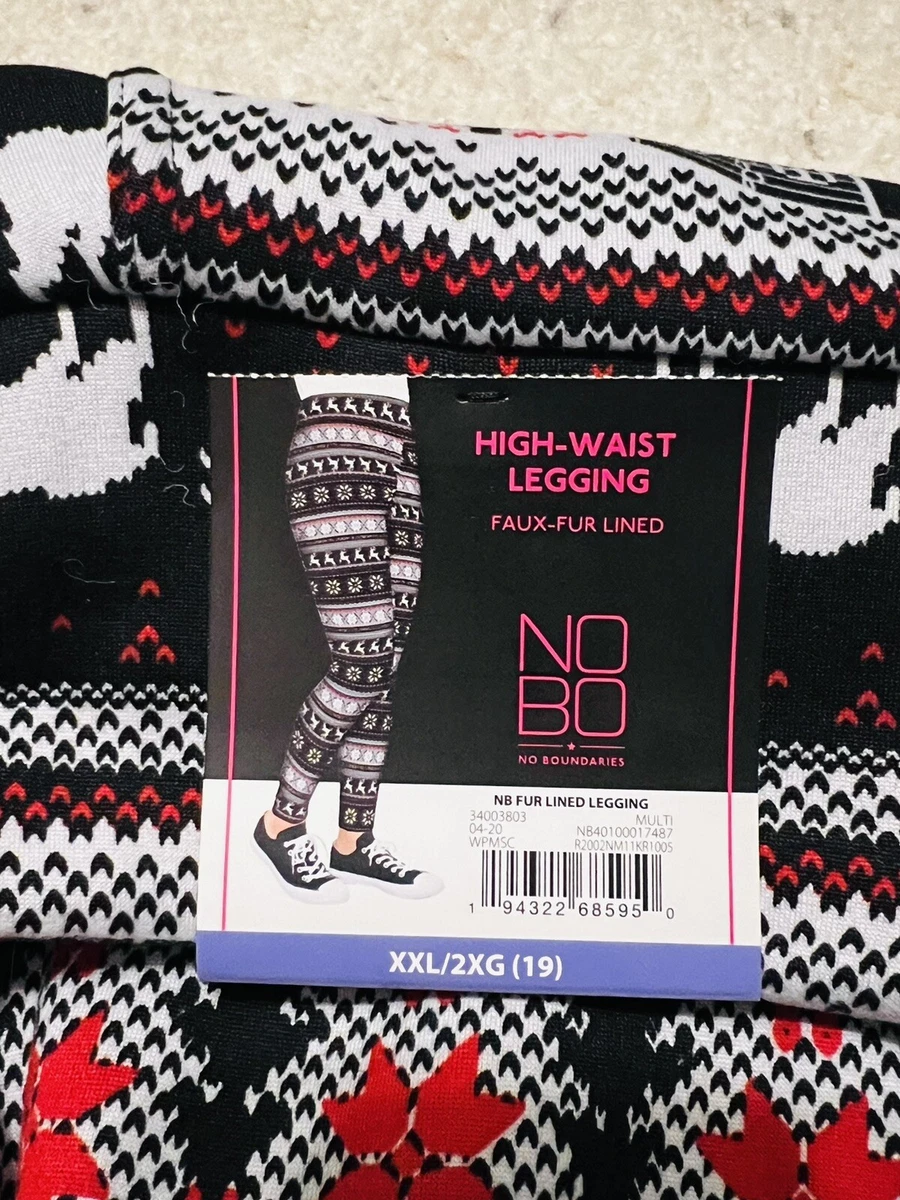 HIGH-WAIST
LEGGING
FAUX-FUR LINED
NO
BO
NO BOUNDARIES
NB FUR LINED LEGGING
34003803 MULTI
04-20 NB40100017487
WPMSC R2002NM11KR100S
1 94322 68595 0
XXL/2XG (19)